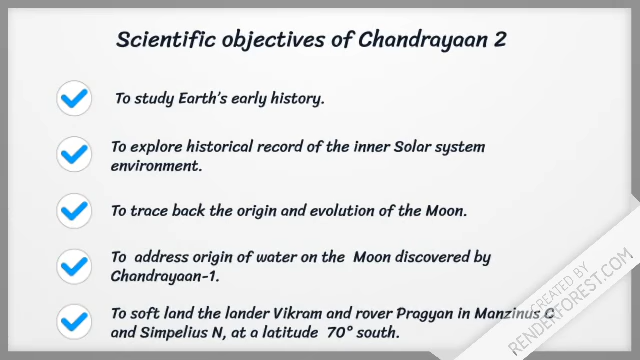 Scientific objectives of Chandrayaan 2
To study Earth's early history.
To explore historical record of the inner Solar system
environment.
To trace back the origin and evolution of the Moon.
To address origin of water on the Moon discovered by
Chandrayaan-1.
To soft land the lander Vikram and rover Pragyan in Manzinus C
and Simpelius N, at a latitude 70° south.
CREATED BY
RENDERFOREST.COM